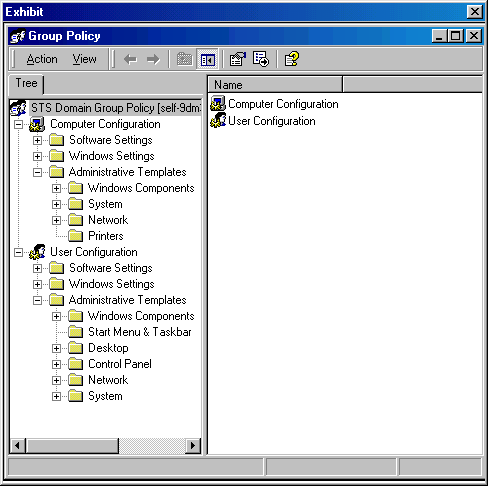 Exhibit
Group Policy
Action View
Tree
Name
STS Domain Group Policy [self-9dm
Computer Configuration
Software Settings
Windows Settings
Administrative Templates
Windows Components
System
Network
Printers
User Configuration
Software Settings
Windows Settings
Administrative Templates
Windows Components
Start Menu & Taskbar
Desktop
Control Panel
Network
System
Computer Configuration
User Configuration